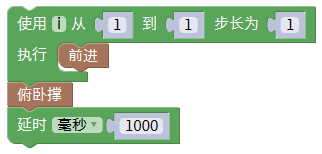 使用 i 从 1 到 1 步长为 1
执行 前进
俯卧撑
延时 毫秒 1000